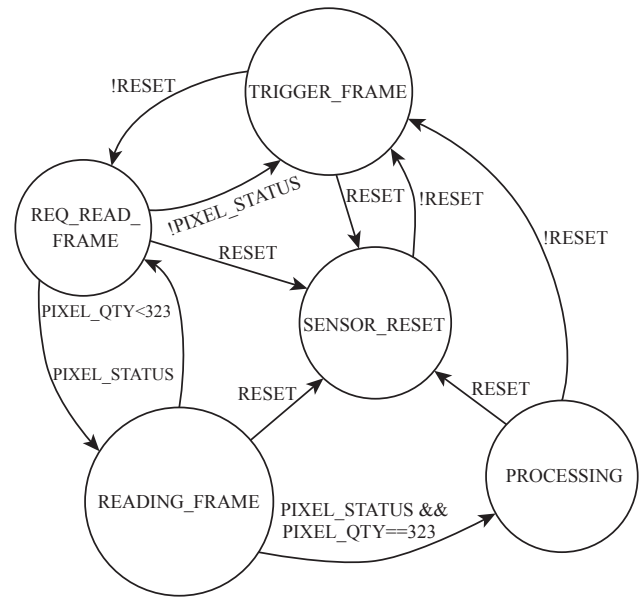 !RESET
TRIGGER_FRAME
!PIXEL_STATUS
RESET
!RESET
REQ_READ_
FRAME
!RESET
RESET
PIXEL_QTY<323
SENSOR_RESET
PIXEL_STATUS
RESET
RESET
READING_FRAME
PROCESSING
PIXEL_STATUS &&
PIXEL_QTY==323